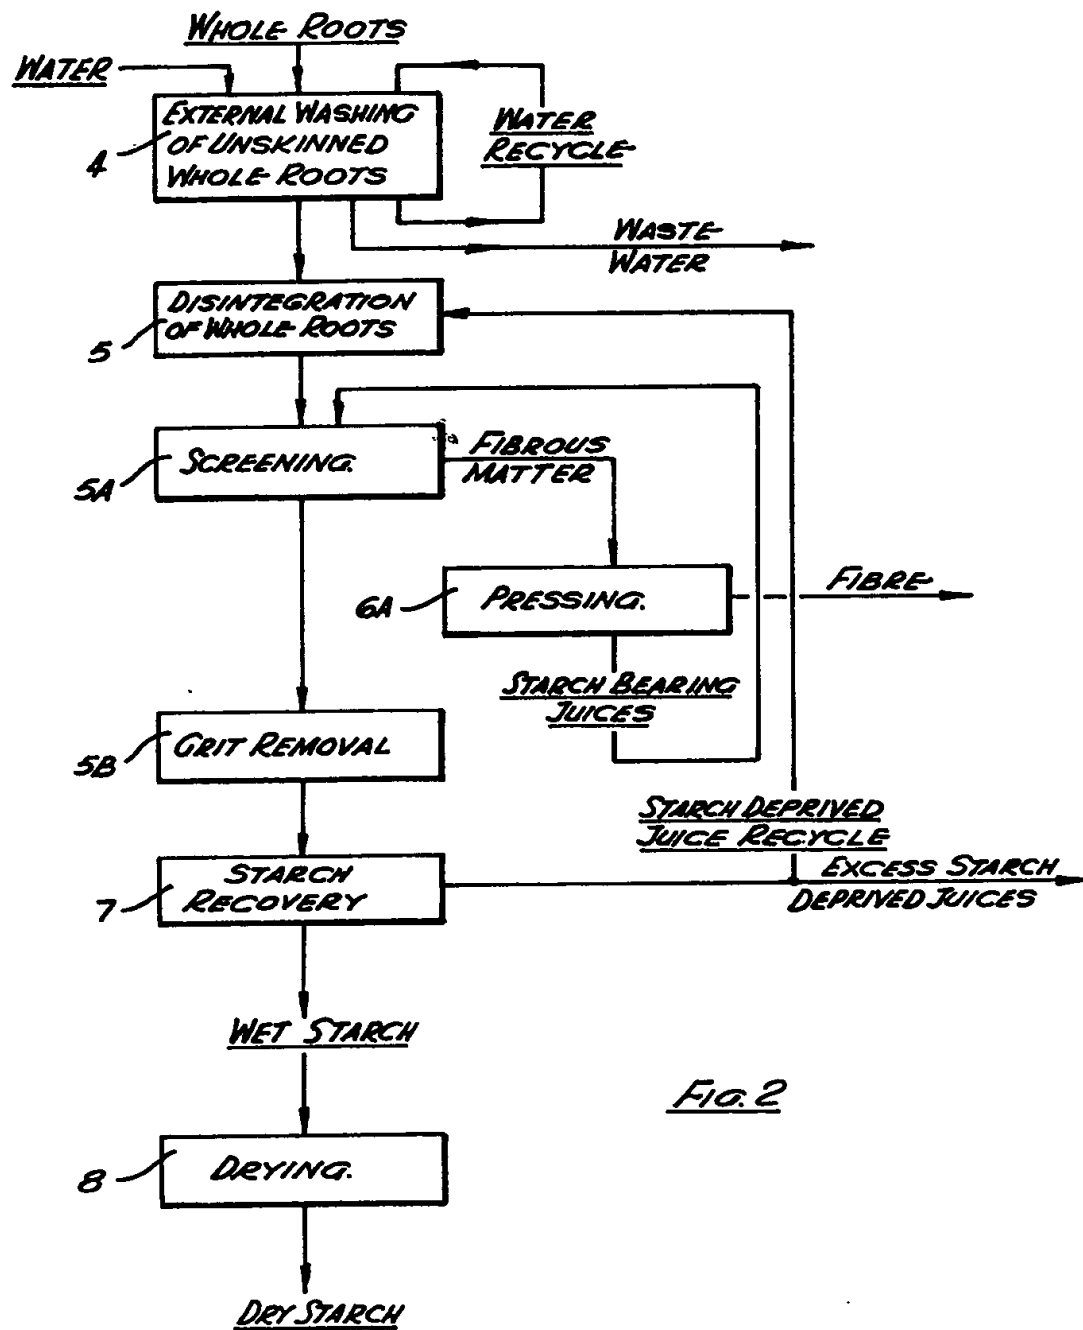 WHOLE ROOTS
WATER
EXTERNAL WASHING
OF UNSKINNED
WHOLE ROOTS
4
WATER
RECYCLE
WASTE
WATER
DISINTEGRATION
OF WHOLE ROOTS
5
SCREENING.
5A
FIBROUS
MATTER
PRESSING.
6A
FIBRE
STARCH BEARING
JUICES
GRIT REMOVAL
5B
STARCH DEPRIVED
JUICE RECYCLE
STARCH
RECOVERY
7
EXCESS STARCH
DEPRIVED JUICES
WET STARCH
FIG. 2
DRYING.
8
DRY STARCH